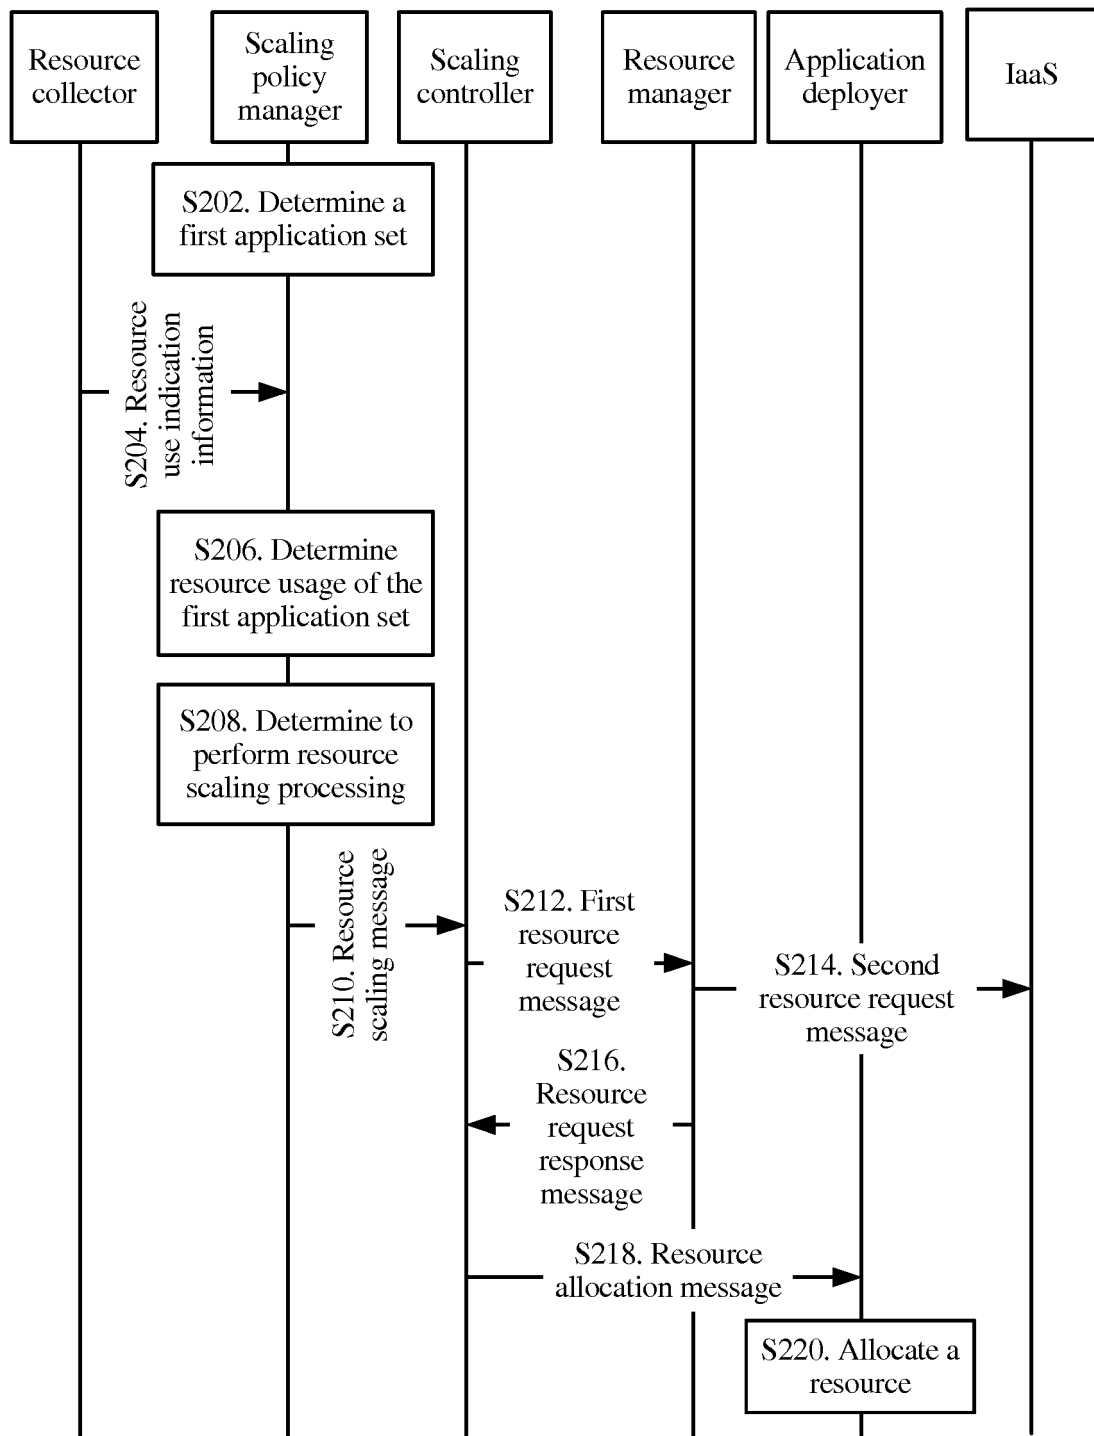 Resource
collector
Scaling
policy
manager
Scaling
controller
Resource
manager
Application
deployer
IaaS
S202. Determine a
first application set
S204. Resource
use indication
information
S206. Determine
resource usage of the
first application set
S208. Determine to
perform resource
scaling processing
S210. Resource
scaling message
S212. First
resource
request
message
S214. Second
resource request
message
S216.
Resource
request
response
message
S218. Resource
allocation message
S220. Allocate a
resource